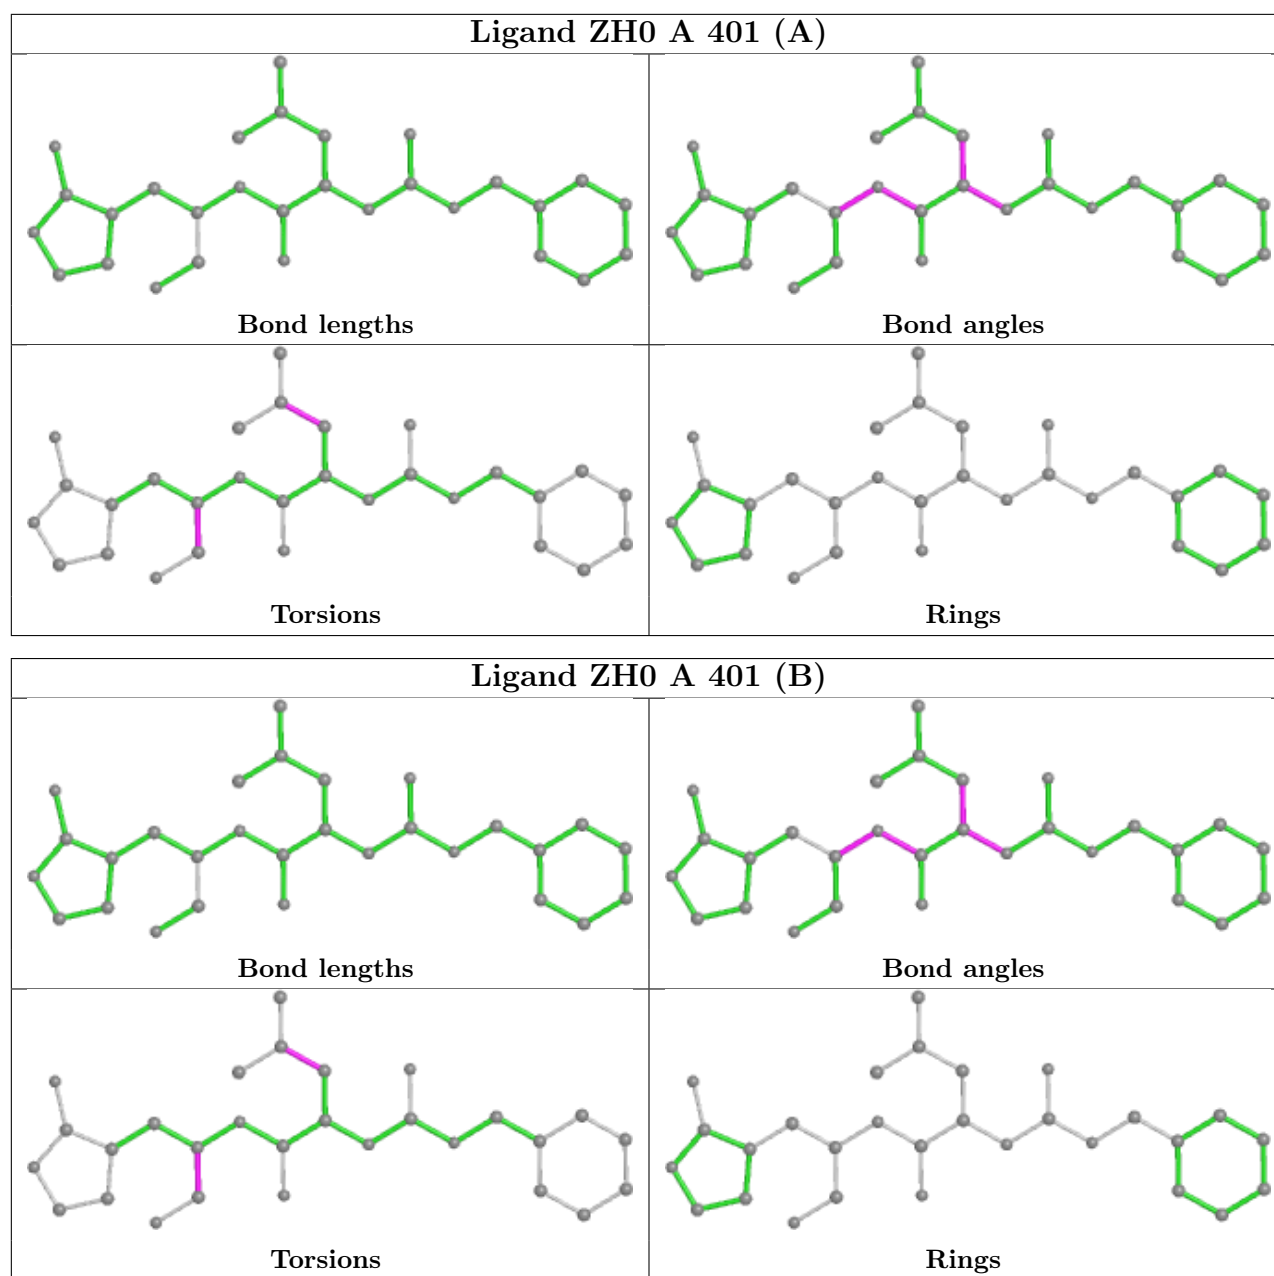 Ligand ZH0 A 401 (A)
Bond lengths
Bond angles
Torsions
Rings
Ligand ZH0 A 401 (B)
Bond lengths
Bond angles
Torsions
Rings